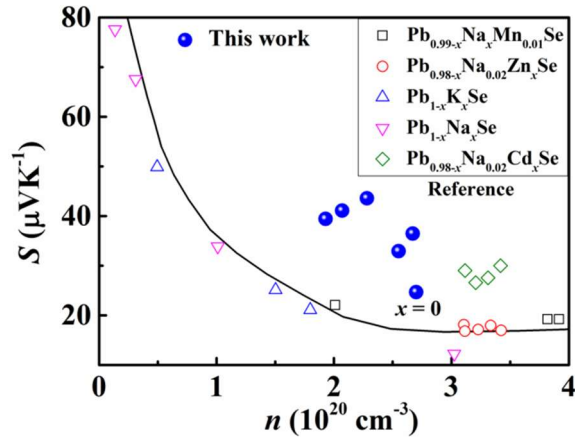 80
60
40
20
S (μVK⁻¹)
This work
Pb₀.₉₉₋ₓNaₓMn₀.₀₁Se
Pb₀.₉₈₋ₓNa₀.₀₂ZnₓSe
Pb₁₋ₓKₓSe
Pb₁₋ₓNaₓSe
Pb₀.₉₈₋ₓNa₀.₀₂CdₓSe
Reference
x = 0
0 1 2 3 4
n (10²⁰ cm⁻³)